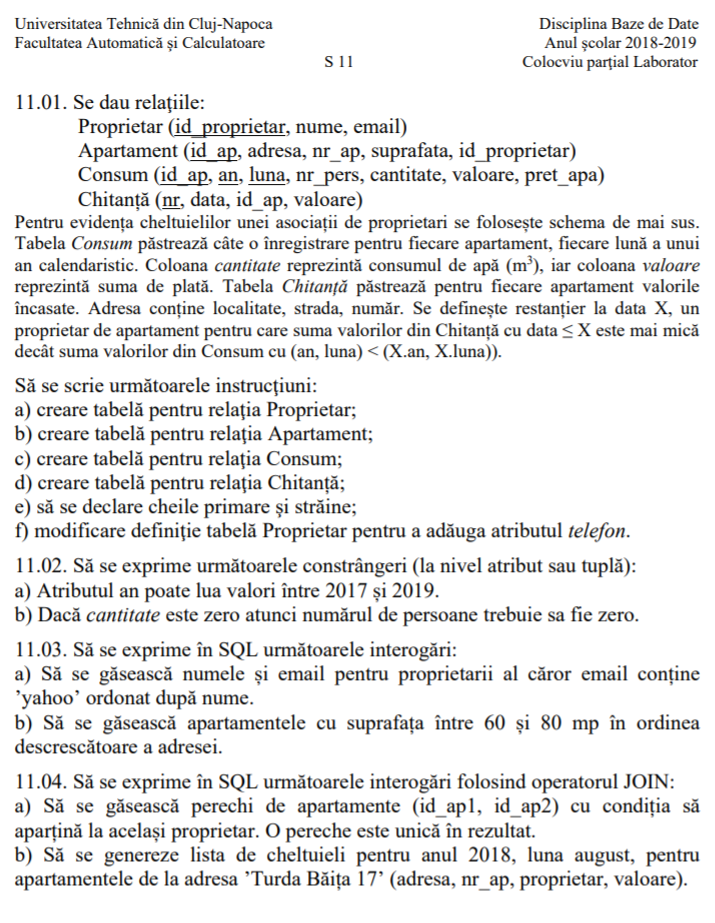 Universitatea Tehnică din Cluj-Napoca Disciplina Baze de Date
Facultatea Automatică și Calculatoare Anul școlar 2018-2019
S 11 Colocviu parţial Laborator
11.01. Se dau relaţiile:
Proprietar (id_proprietar, nume, email)
Apartament (id_ap, adresa, nr_ap, suprafata, id_proprietar)
Consum (id_ap, an, luna, nr_pers, cantitate, valoare, pret_apa)
Chitanță (nr, data, id_ap, valoare)
Pentru evidența cheltuielilor unei asociații de proprietari se folosește schema de mai sus.
Tabela Consum păstrează câte o înregistrare pentru fiecare apartament, fiecare lună a unui
an calendaristic. Coloana cantitate reprezintă consumul de apă (m³), iar coloana valoare
reprezintă suma de plată. Tabela Chitanță păstrează pentru fiecare apartament valorile
încasate. Adresa conține localitate, strada, număr. Se definește restanțier la data X, un
proprietar de apartament pentru care suma valorilor din Chitanță cu data ≤ X este mai mică
decât suma valorilor din Consum cu (an, luna) < (X.an, X.luna)).
Să se scrie următoarele instrucţiuni:
a) creare tabelă pentru relaţia Proprietar;
b) creare tabelă pentru relaţia Apartament;
c) creare tabelă pentru relaţia Consum;
d) creare tabelă pentru relaţia Chitanță;
e) să se declare cheile primare și străine;
f) modificare definiție tabelă Proprietar pentru a adăuga atributul telefon.
11.02. Să se exprime următoarele constrângeri (la nivel atribut sau tuplă):
a) Atributul an poate lua valori între 2017 și 2019.
b) Dacă cantitate este zero atunci numărul de persoane trebuie sa fie zero.
11.03. Să se exprime în SQL următoarele interogări:
a) Să se găsească numele și email pentru proprietarii al căror email conține
’yahoo’ ordonat după nume.
b) Să se găsească apartamentele cu suprafața între 60 și 80 mp în ordinea
descrescătoare a adresei.
11.04. Să se exprime în SQL următoarele interogări folosind operatorul JOIN:
a) Să se găsească perechi de apartamente (id_ap1, id_ap2) cu condiția să
aparțină la același proprietar. O pereche este unică în rezultat.
b) Să se genereze lista de cheltuieli pentru anul 2018, luna august, pentru
apartamentele de la adresa ’Turda Băița 17’ (adresa, nr_ap, proprietar, valoare).